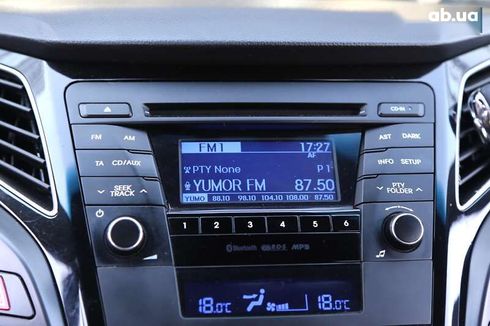 ab.ua
CD-IN
FM AM
AST DARK
TA CD/AUX
INFO SETUP
SEEK TRACK
PTY FOLDER
FM1 17:27
AF
PTY None P 1
YUMOR FM 87.50
YUMO 88.10 98.10 104.10 108.00 87.50
1 2 3 4 5 6
Bluetooth RDS MP3
18.0°C 18.0°C